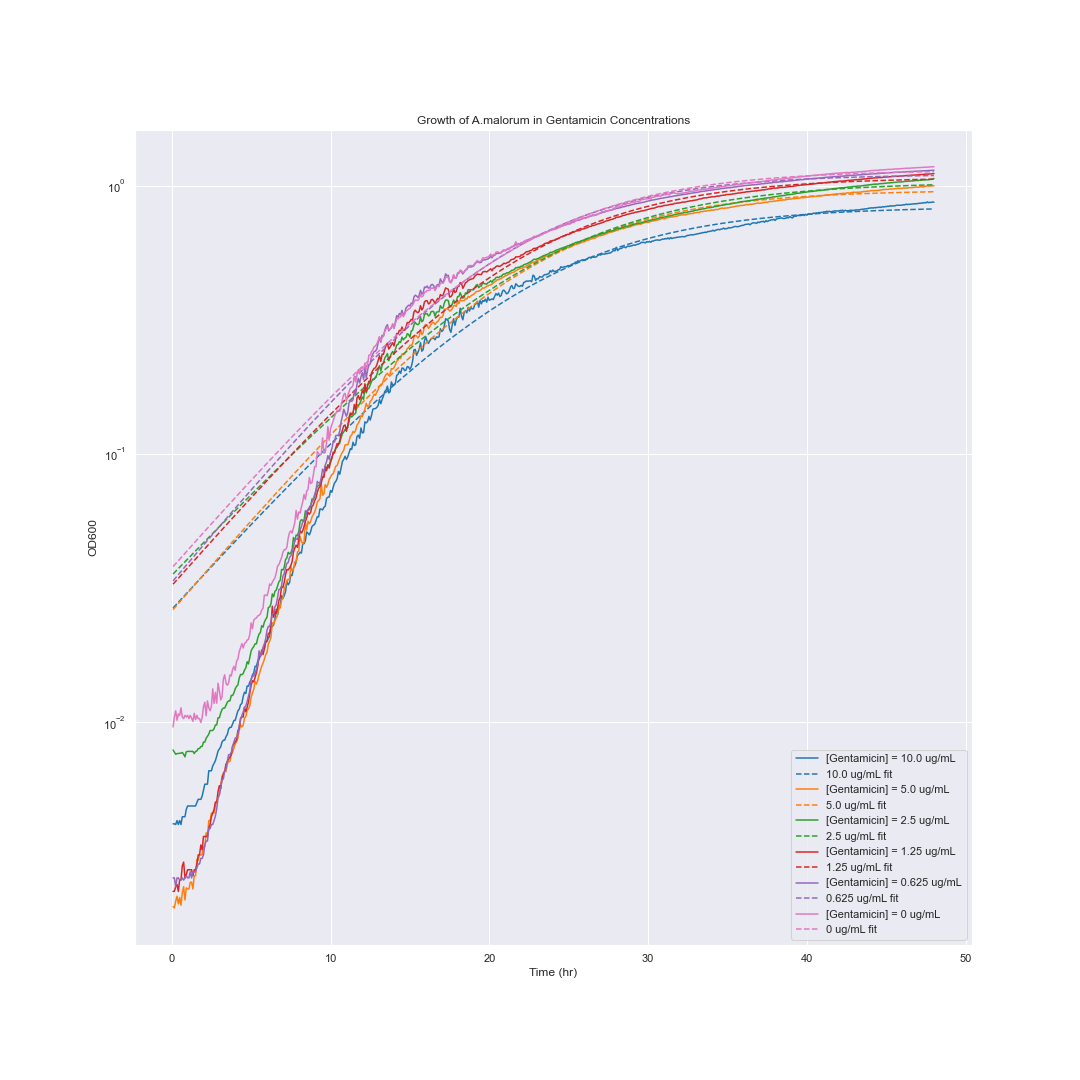 Growth of A.malorum in Gentamicin Concentrations
10⁰
10⁻¹
10⁻²
OD600
0 10 20 30 40 50
Time (hr)
[Gentamicin] = 10.0 ug/mL
10.0 ug/mL fit
[Gentamicin] = 5.0 ug/mL
5.0 ug/mL fit
[Gentamicin] = 2.5 ug/mL
2.5 ug/mL fit
[Gentamicin] = 1.25 ug/mL
1.25 ug/mL fit
[Gentamicin] = 0.625 ug/mL
0.625 ug/mL fit
[Gentamicin] = 0 ug/mL
0 ug/mL fit